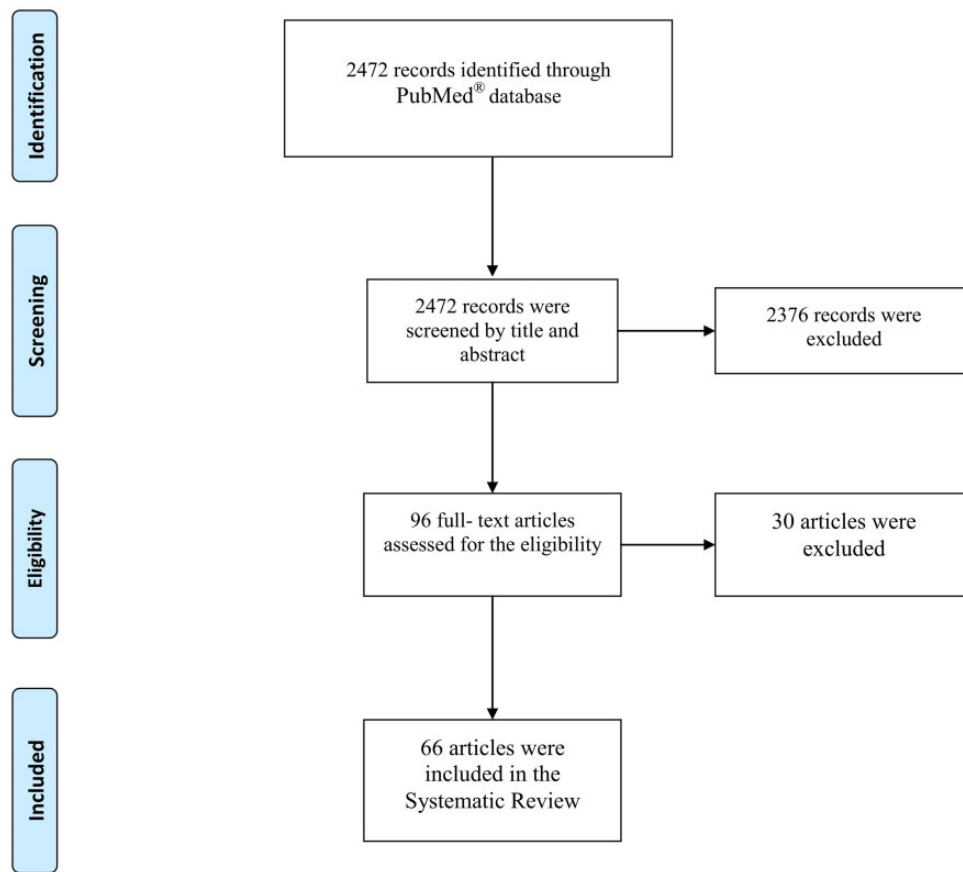 Identification
2472 records identified through
PubMed® database
Screening
2472 records were
screened by title and
abstract
2376 records were
excluded
Eligibility
96 full- text articles
assessed for the eligibility
30 articles were
excluded
Included
66 articles were
included in the
Systematic Review